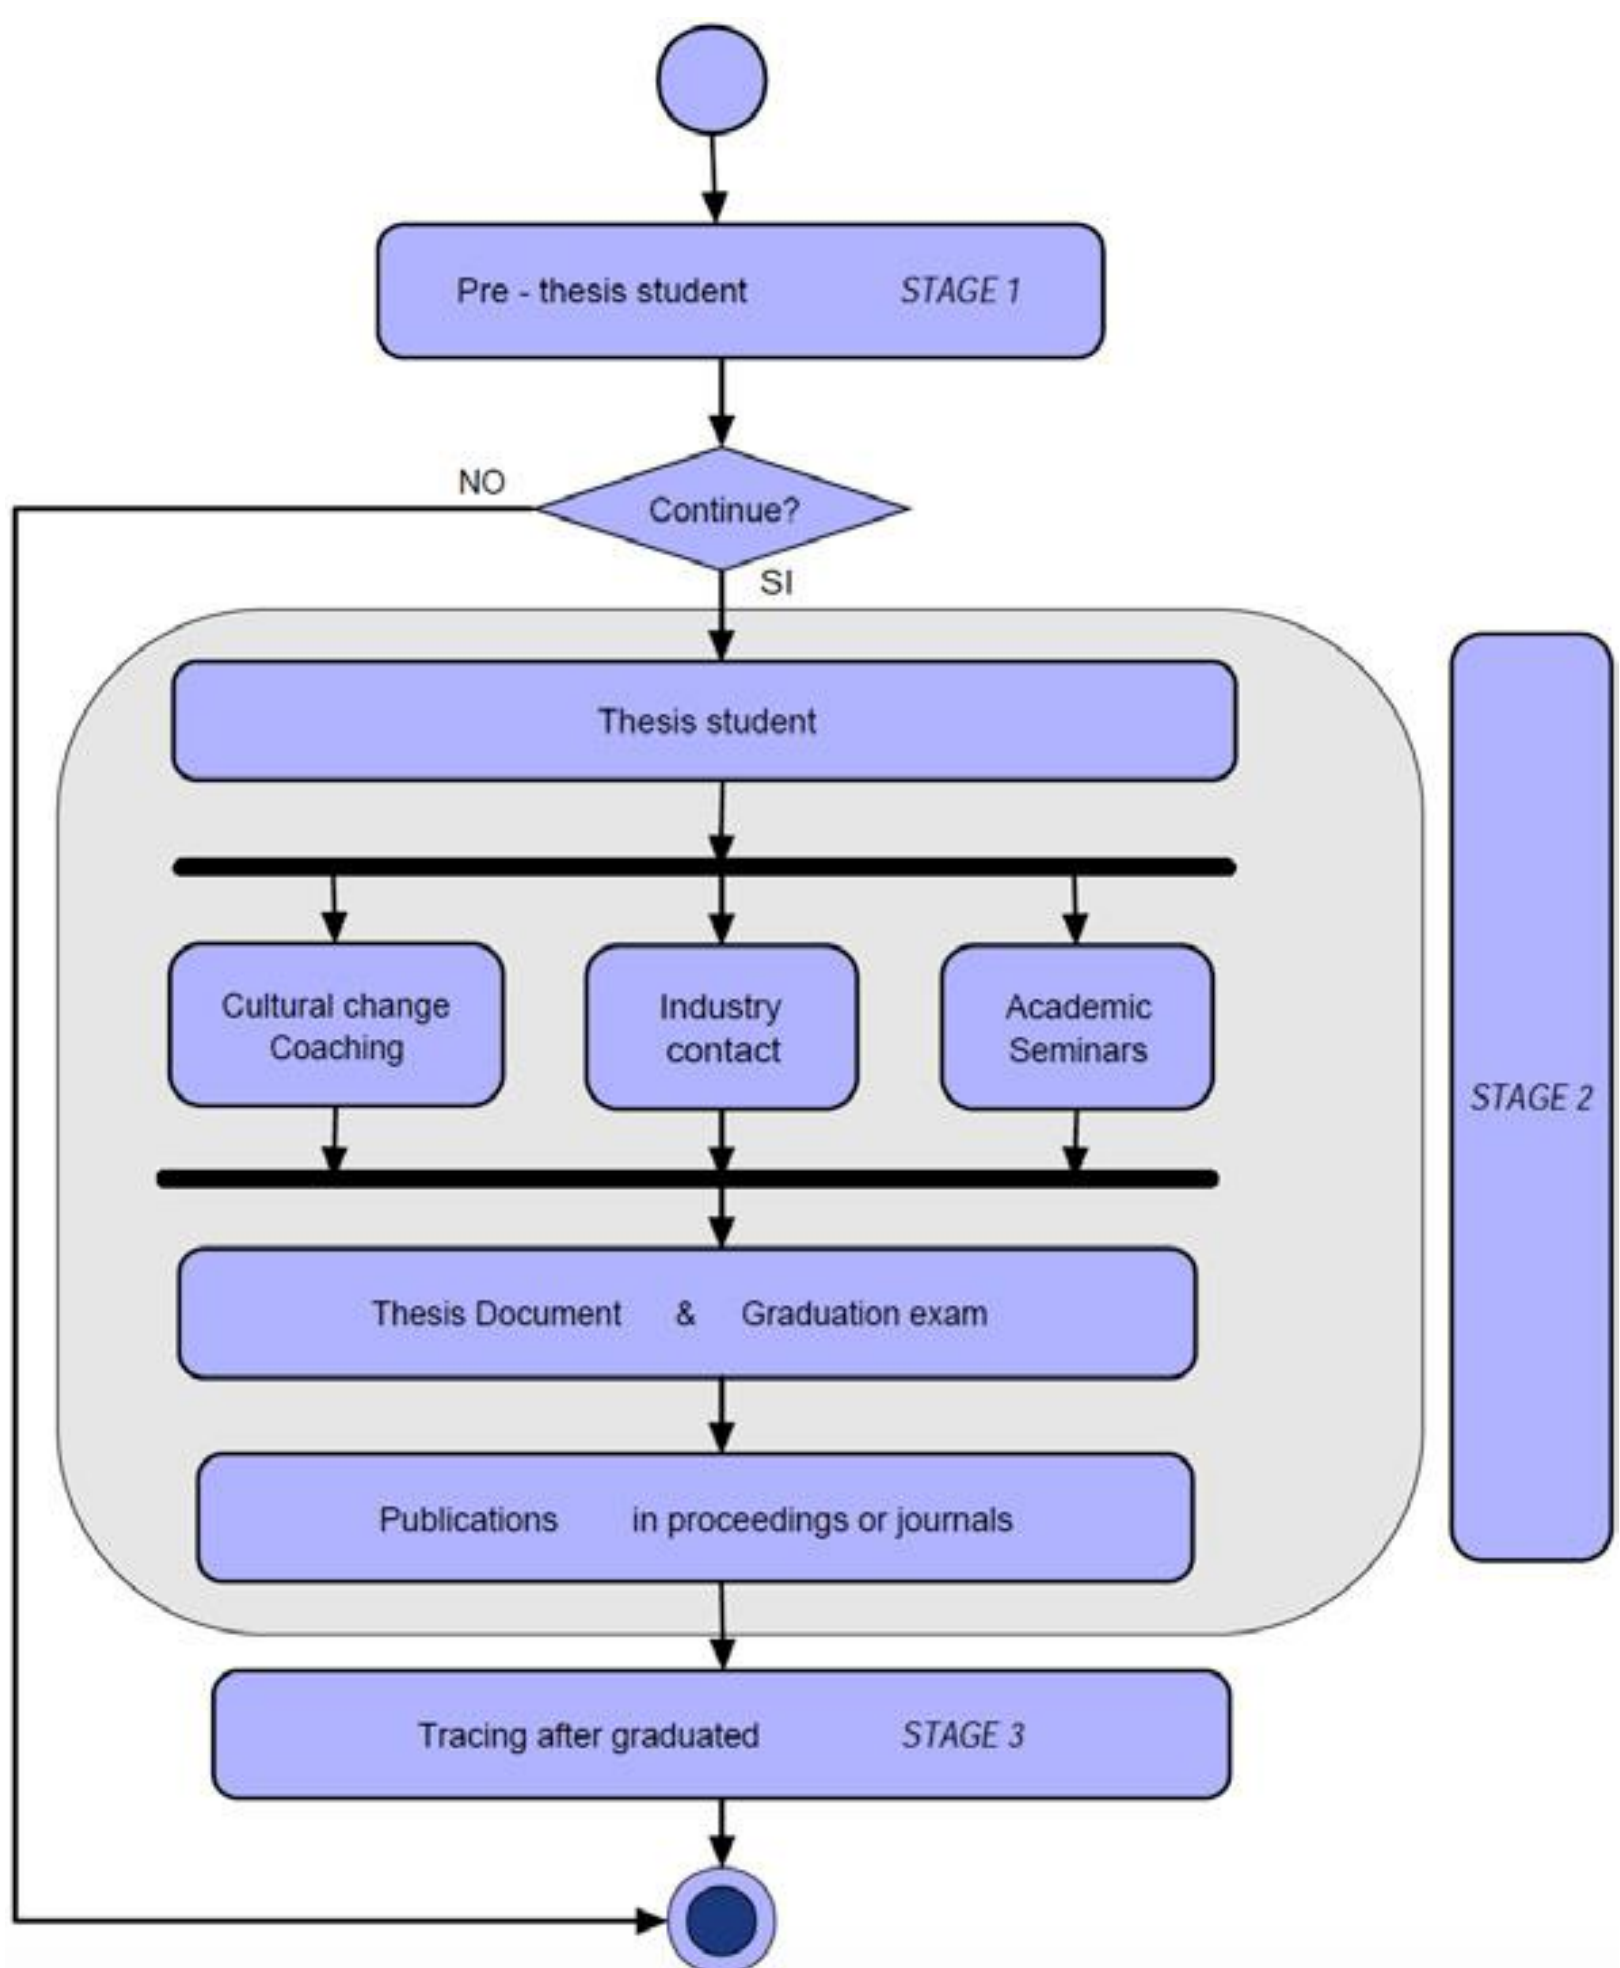 Pre - thesis student STAGE 1
NO
Continue?
SI
Thesis student
Cultural change
Coaching
Industry
contact
Academic
Seminars
STAGE 2
Thesis Document & Graduation exam
Publications in proceedings or journals
Tracing after graduated STAGE 3